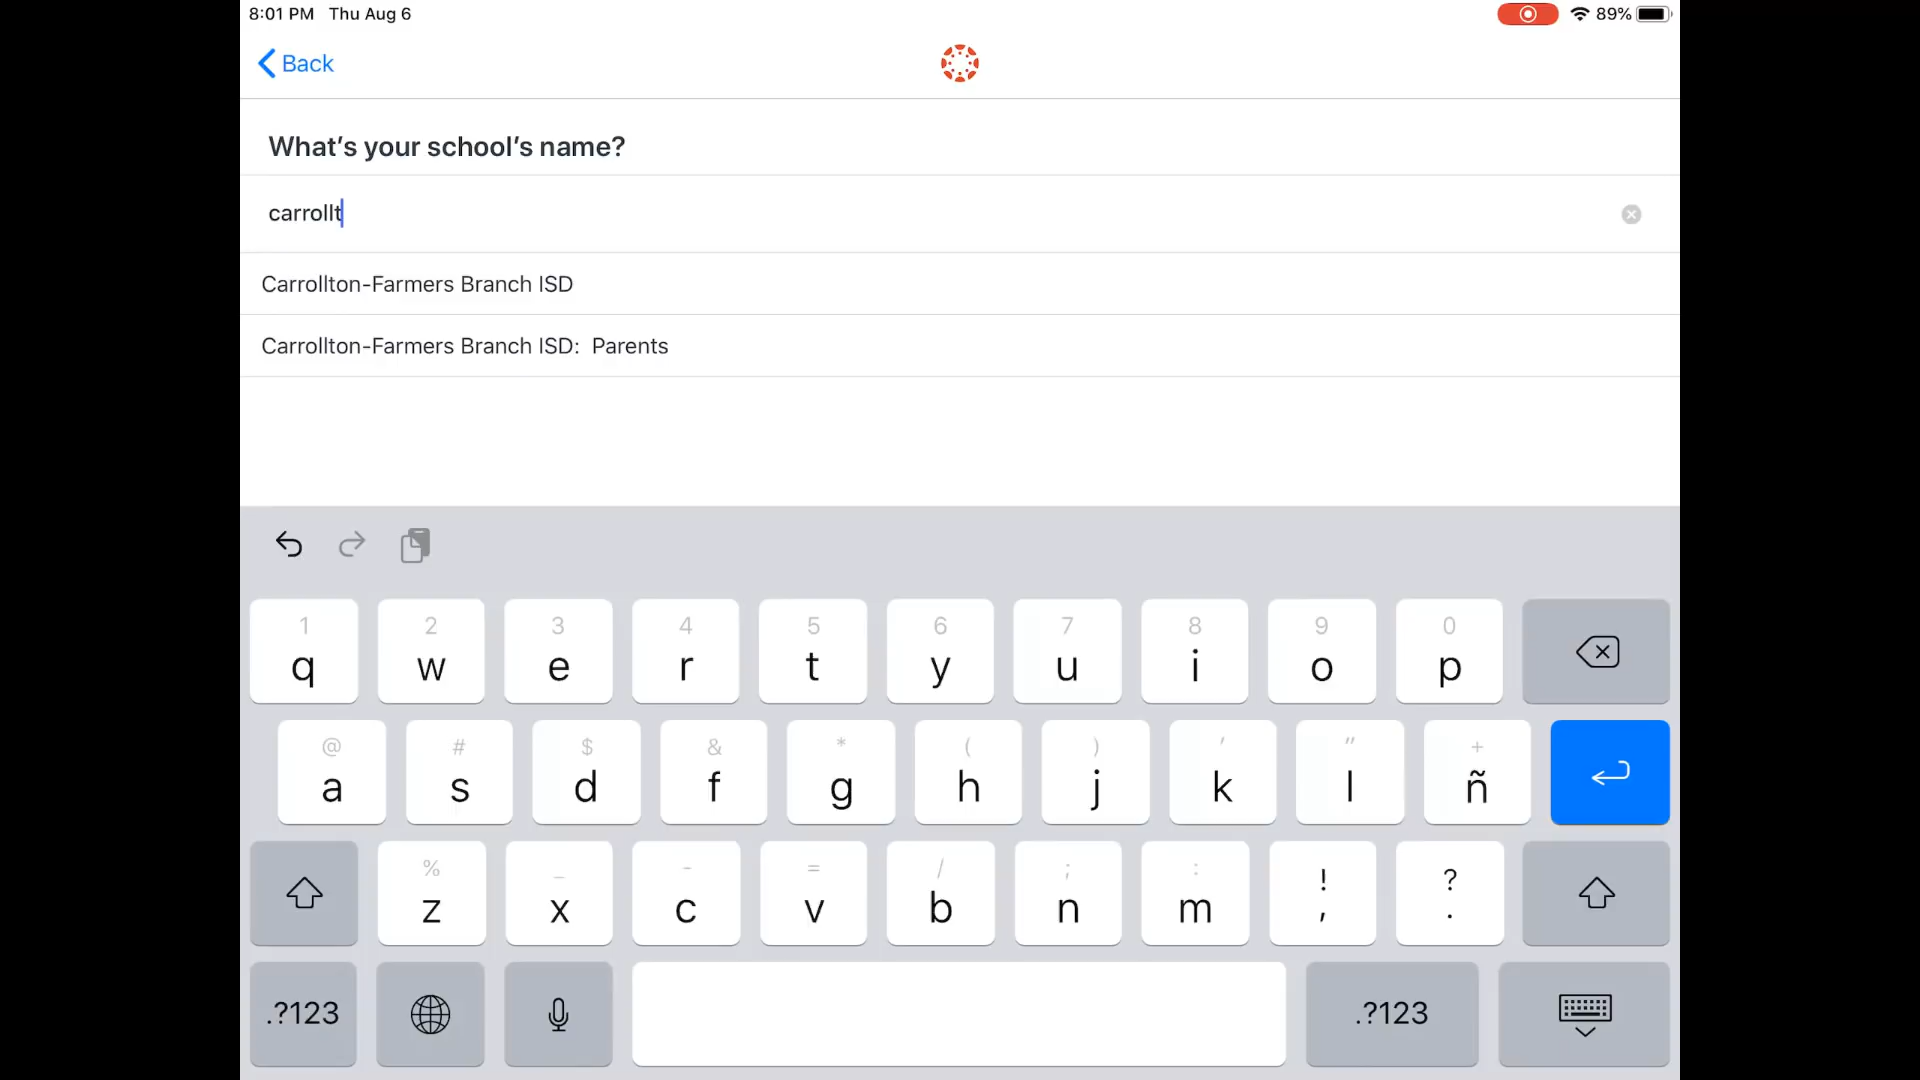 8:01 PM Thu Aug 6 89%
Back
What's your school's name?
carrollt
Carrollton-Farmers Branch ISD
Carrollton-Farmers Branch ISD: Parents
1 2 3 4 5 6 7 8 9 0
q w e r t y u i o p
@ # $ & * ( ) ' " +
a s d f g h j k l ñ
% _ - = / ; : ! ?
z x c v b n m , .
.?123 .?123